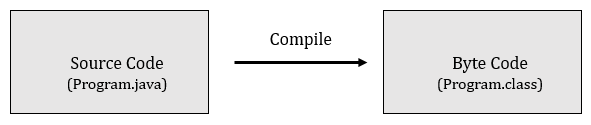 Source Code
(Program.java)
Compile
Byte Code
(Program.class)